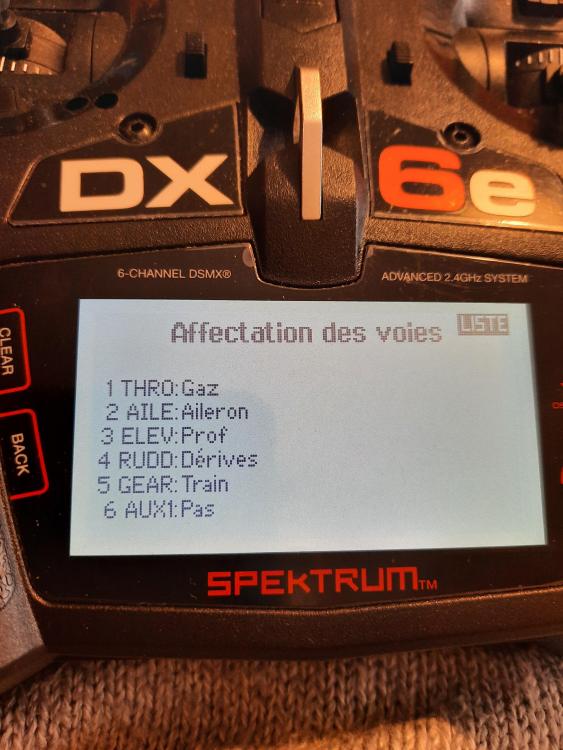 DX 6e
6-CHANNEL DSMX®
ADVANCED 2.4GHz SYSTEM
CLEAR
BACK
Affectation des voies
LISTE
1 THRO:Gaz
2 AILE:Aileron
3 ELEV:Prof
4 RUDD:Dérives
5 GEAR:Train
6 AUX1:Pas
SPEKTRUM™